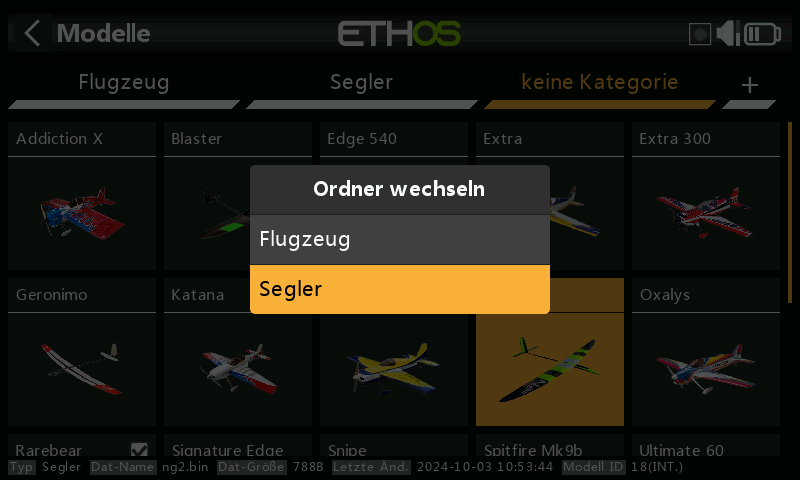 Modelle ETHOS
Flugzeug Segler keine Kategorie +
Addiction X Blaster Edge 540 Extra Extra 300
Ordner wechseln
Flugzeug
Segler
Geronimo Katana Oxalys
Rarebear Signature Edge Snipe Spitfire Mk9b Ultimate 60
Typ Segler Dat-Name ng2.bin Dat-Größe 788B Letzte Änd. 2024-10-03 10:53:44 Modell ID 18(INT.)